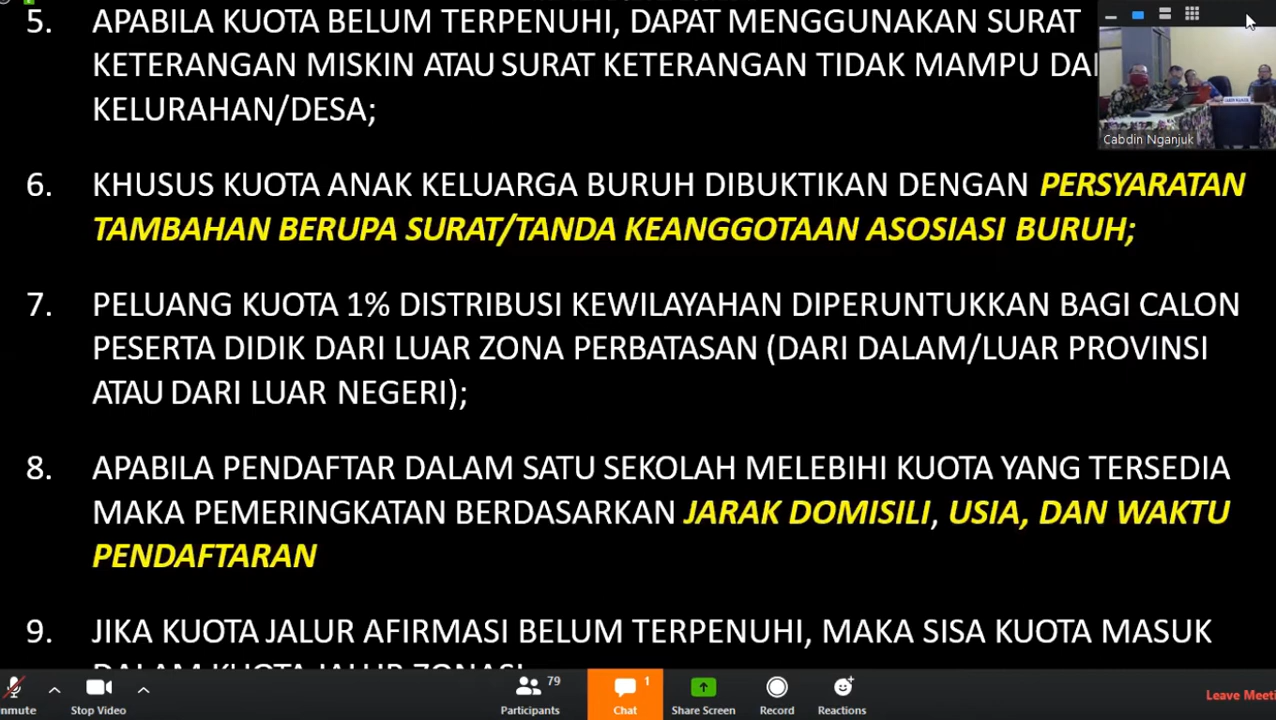 5. APABILA KUOTA BELUM TERPENUHI, DAPAT MENGGUNAKAN SURAT
KETERANGAN MISKIN ATAU SURAT KETERANGAN TIDAK MAMPU
KELURAHAN/DESA;
Cabdin Nganjuk
6. KHUSUS KUOTA ANAK KELUARGA BURUH DIBUKTIKAN DENGAN PERSYARATAN
TAMBAHAN BERUPA SURAT/TANDA KEANGGOTAAN ASOSIASI BURUH;
7. PELUANG KUOTA 1% DISTRIBUSI KEWILAYAHAN DIPERUNTUKKAN BAGI CALON
PESERTA DIDIK DARI LUAR ZONA PERBATASAN (DARI DALAM/LUAR PROVINSI
ATAU DARI LUAR NEGERI);
8. APABILA PENDAFTAR DALAM SATU SEKOLAH MELEBIHI KUOTA YANG TERSEDIA
MAKA PEMERINGKATAN BERDASARKAN JARAK DOMISILI, USIA, DAN WAKTU
PENDAFTARAN
9. JIKA KUOTA JALUR AFIRMASI BELUM TERPENUHI, MAKA SISA KUOTA MASUK
DALAM KUOTA JALUR ZONASI
nmute
Stop Video
79
Participants
1
Chat
Share Screen
Record
Reactions
Leave Meeti